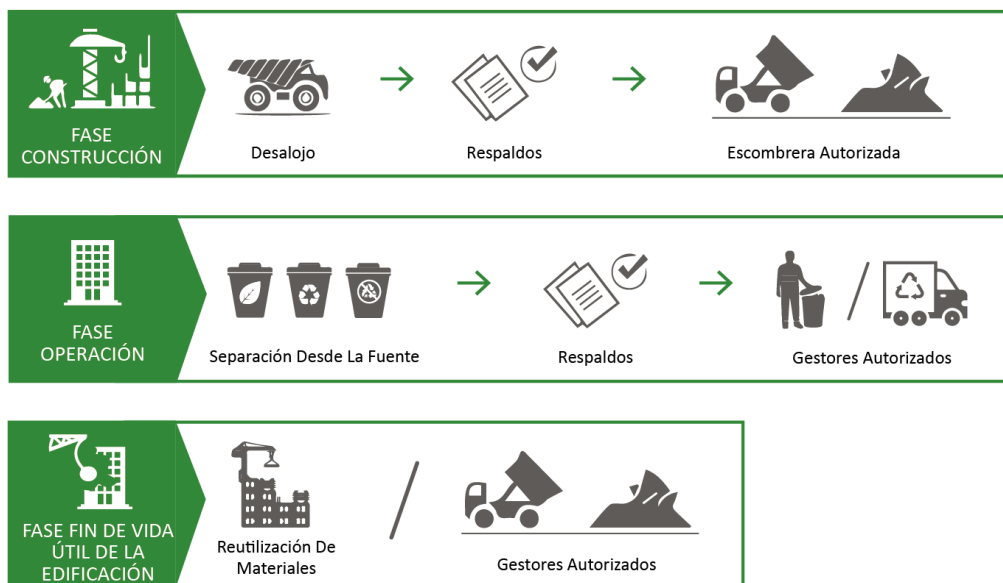 FASE
CONSTRUCCIÓN
Desalojo
Respaldos
Escombrera Autorizada
FASE
OPERACIÓN
Separación Desde La Fuente
Respaldos
Gestores Autorizados
FASE FIN DE VIDA
ÚTIL DE LA
EDIFICACIÓN
Reutilización De
Materiales
Gestores Autorizados